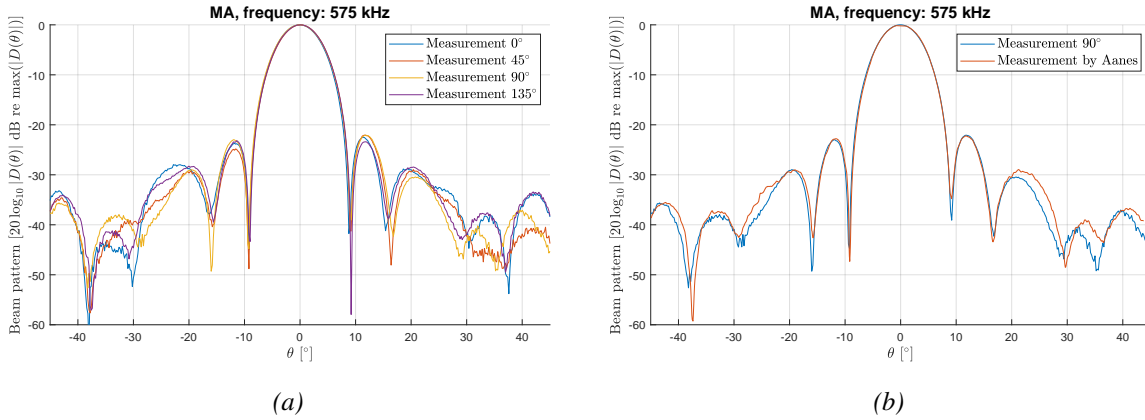 MA, frequency: 575 kHz
Beam pattern [20 log₁₀ |D(θ)| dB re max(|D(θ)|)]
0
-10
-20
-30
-40
-50
-60
Measurement 0°
Measurement 45°
Measurement 90°
Measurement 135°
-40 -30 -20 -10 0 10 20 30 40
θ [°]
(a)
MA, frequency: 575 kHz
Beam pattern [20 log₁₀ |D(θ)| dB re max(|D(θ)|)]
0
-10
-20
-30
-40
-50
-60
Measurement 90°
Measurement by Aanes
-40 -30 -20 -10 0 10 20 30 40
θ [°]
(b)